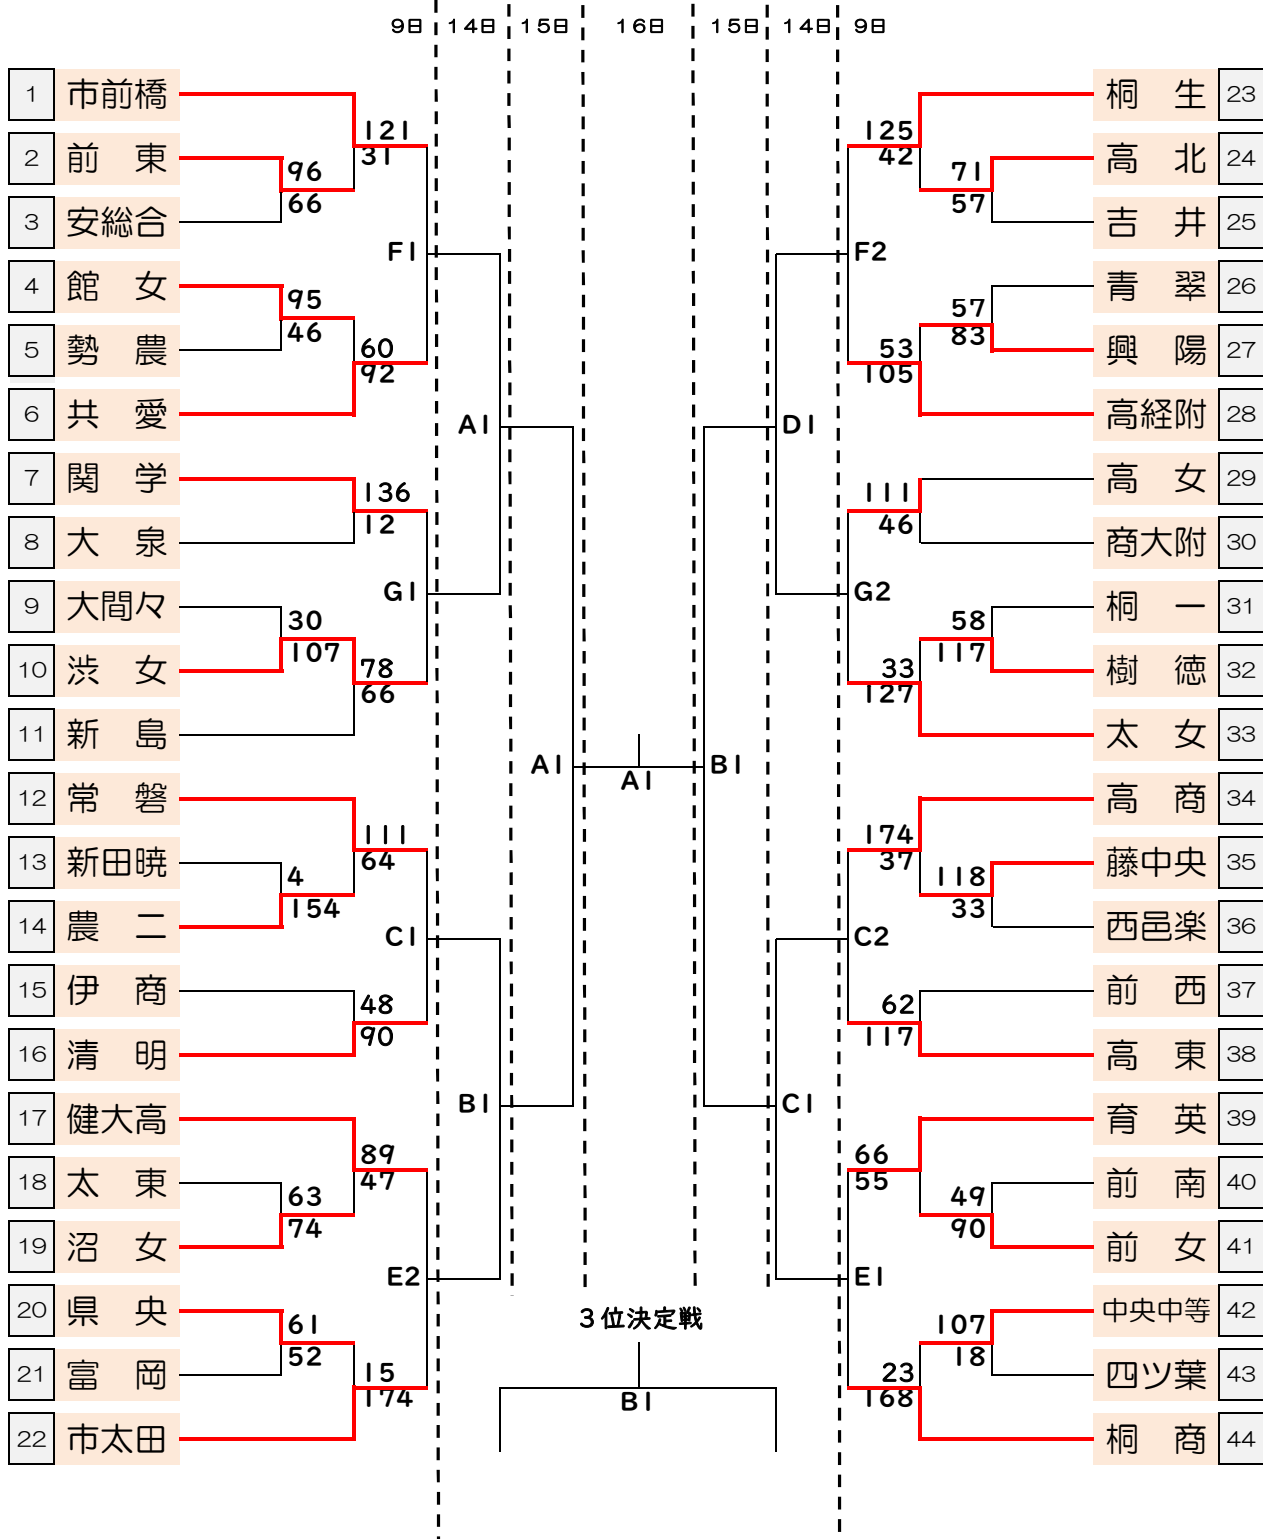 9日 14日 15日 16日 15日 14日 9日
1 市前橋
2 前 東
3 安総合
4 館 女
5 勢 農
6 共 愛
7 関 学
8 大 泉
9 大間々
10 渋 女
11 新 島
12 常 磐
13 新田暁
14 農 二
15 伊 商
16 清 明
17 健大高
18 太 東
19 沼 女
20 県 央
21 富 岡
22 市太田
121
31
96
66
F1
95
46
60
92
A1
136
12
G1
30
107
78
66
A1
111
64
4
154
C1
48
90
B1
89
47
63
74
E2
61
52
15
174
A1
3位決定戦
B1
125
42
71
57
F2
57
83
53
105
D1
111
46
G2
58
117
33
127
B1
174
37
118
33
C2
62
117
C1
66
55
49
90
E1
107
18
23
168
桐 生 23
高 北 24
吉 井 25
青 翠 26
興 陽 27
高経附 28
高 女 29
商大附 30
桐 一 31
樹 徳 32
太 女 33
高 商 34
藤中央 35
西邑楽 36
前 西 37
高 東 38
育 英 39
前 南 40
前 女 41
中央中等 42
四ツ葉 43
桐 商 44